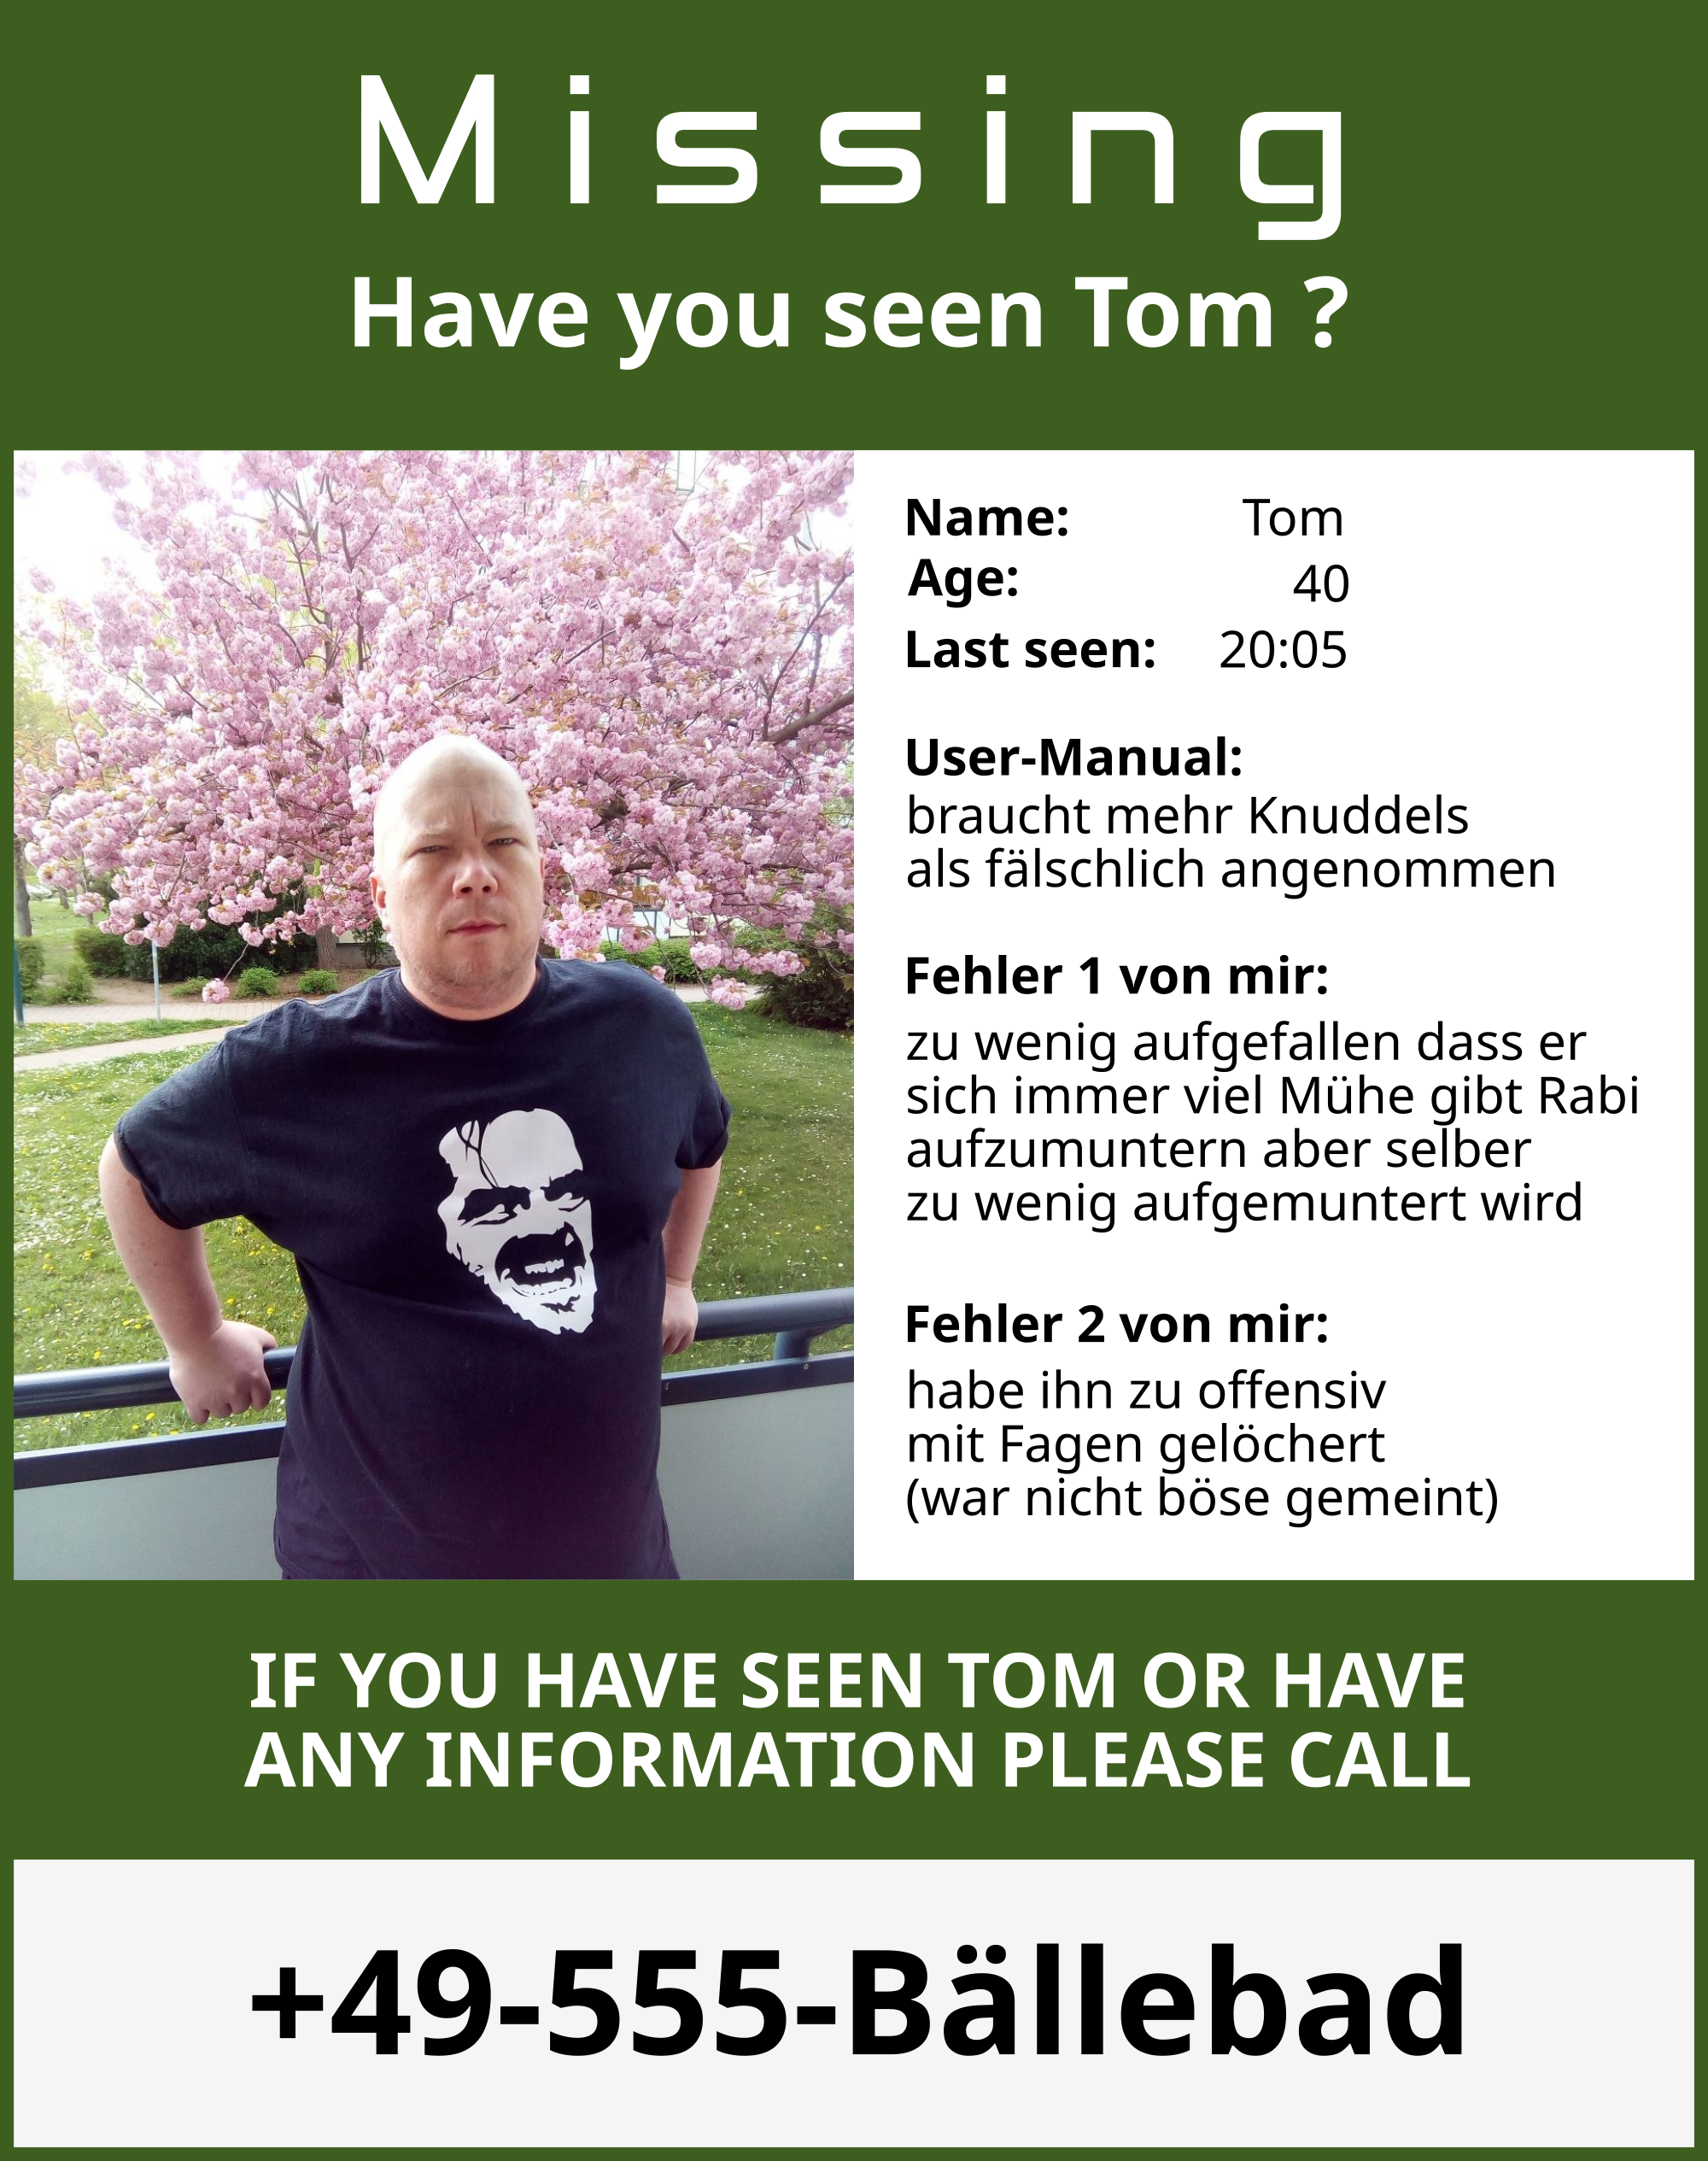 Missing
Have you seen Tom ?
Name: Tom
Age: 40
Last seen: 20:05
User-Manual:
braucht mehr Knuddels
als fälschlich angenommen
Fehler 1 von mir:
zu wenig aufgefallen dass er
sich immer viel Mühe gibt Rabi
aufzumuntern aber selber
zu wenig aufgemuntert wird
Fehler 2 von mir:
habe ihn zu offensiv
mit Fagen gelöchert
(war nicht böse gemeint)
IF YOU HAVE SEEN TOM OR HAVE
ANY INFORMATION PLEASE CALL
+49-555-Bällebad